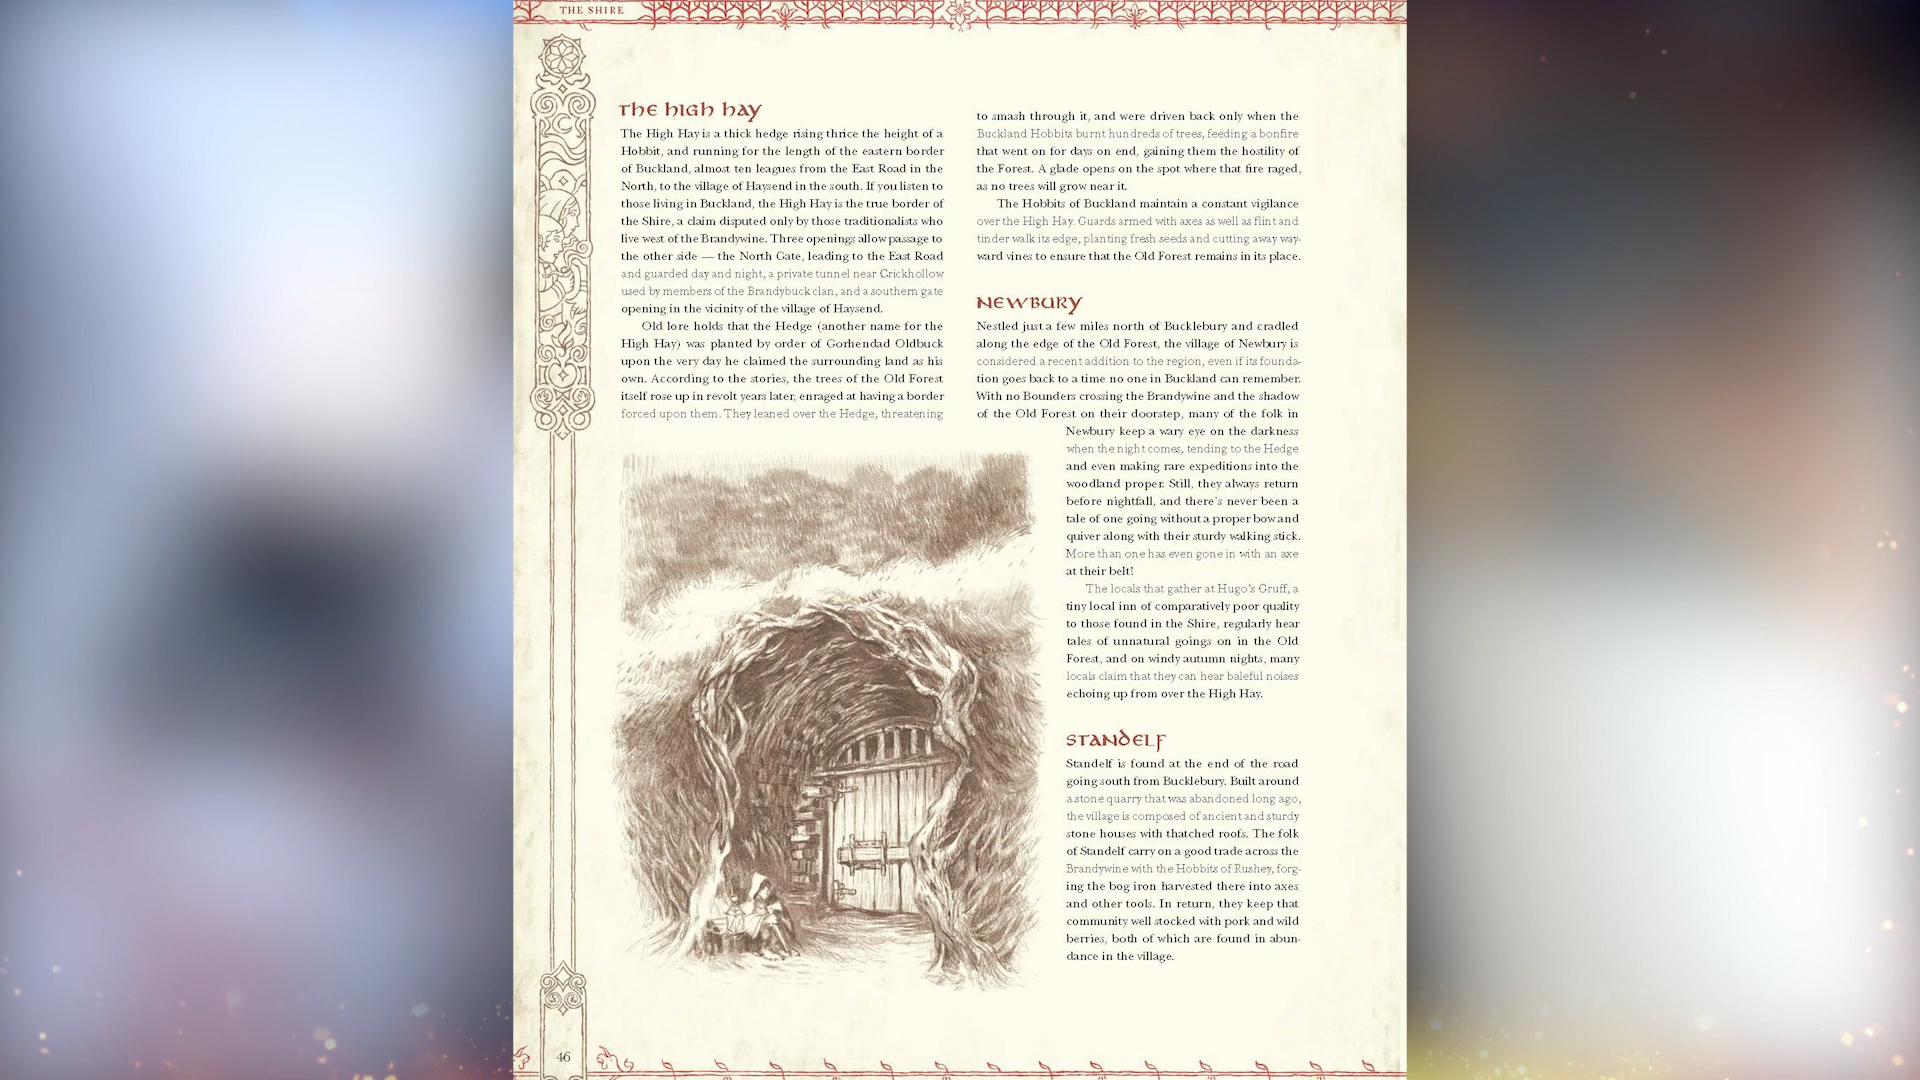 THE SHIRE
The High Hay
The High Hay is a thick hedge rising thrice the height of a
Hobbit, and running for the length of the eastern border
of Buckland, almost ten leagues from the East Road in the
North, to the village of Haysend in the south. If you listen to
those living in Buckland, the High Hay is the true border of
the Shire, a claim disputed only by those traditionalists who
live west of the Brandywine. Three openings allow passage to
the other side — the North Gate, leading to the East Road
and guarded day and night, a private tunnel near Crickhollow
used by members of the Brandybuck clan, and a southern gate
opening in the vicinity of the village of Haysend.
Old lore holds that the Hedge (another name for the
High Hay) was planted by order of Gorhendad Oldbuck
upon the very day he claimed the surrounding land as his
own. According to the stories, the trees of the Old Forest
itself rose up in revolt years later, enraged at having a border
forced upon them. They leaned over the Hedge, threatening
to smash through it, and were driven back only when the
Buckland Hobbits burnt hundreds of trees, feeding a bonfire
that went on for days on end, gaining them the hostility of
the Forest. A glade opens on the spot where that fire raged,
as no trees will grow near it.
The Hobbits of Buckland maintain a constant vigilance
over the High Hay. Guards armed with axes as well as flint and
tinder walk its edge, planting fresh seeds and cutting away way-
ward vines to ensure that the Old Forest remains in its place.
Newbury
Nestled just a few miles north of Bucklebury and cradled
along the edge of the Old Forest, the village of Newbury is
considered a recent addition to the region, even if its founda-
tion goes back to a time no one in Buckland can remember.
With no Bounders crossing the Brandywine and the shadow
of the Old Forest on their doorstep, many of the folk in
Newbury keep a wary eye on the darkness
when the night comes, tending to the Hedge
and even making rare expeditions into the
woodland proper. Still, they always return
before nightfall, and there's never been a
tale of one going without a proper bow and
quiver along with their sturdy walking stick.
More than one has even gone in with an axe
at their belt!
The locals that gather at Hugo's Gruff, a
tiny local inn of comparatively poor quality
to those found in the Shire, regularly hear
tales of unnatural goings on in the Old
Forest, and on windy autumn nights, many
locals claim that they can hear baleful noises
echoing up from over the High Hay.
Standelf
Standelf is found at the end of the road
going south from Bucklebury. Built around
a stone quarry that was abandoned long ago,
the village is composed of ancient and sturdy
stone houses with thatched roofs. The folk
of Standelf carry on a good trade across the
Brandywine with the Hobbits of Rushey, forg-
ing the bog iron harvested there into axes
and other tools. In return, they keep that
community well stocked with pork and wild
berries, both of which are found in abun-
dance in the village.
46